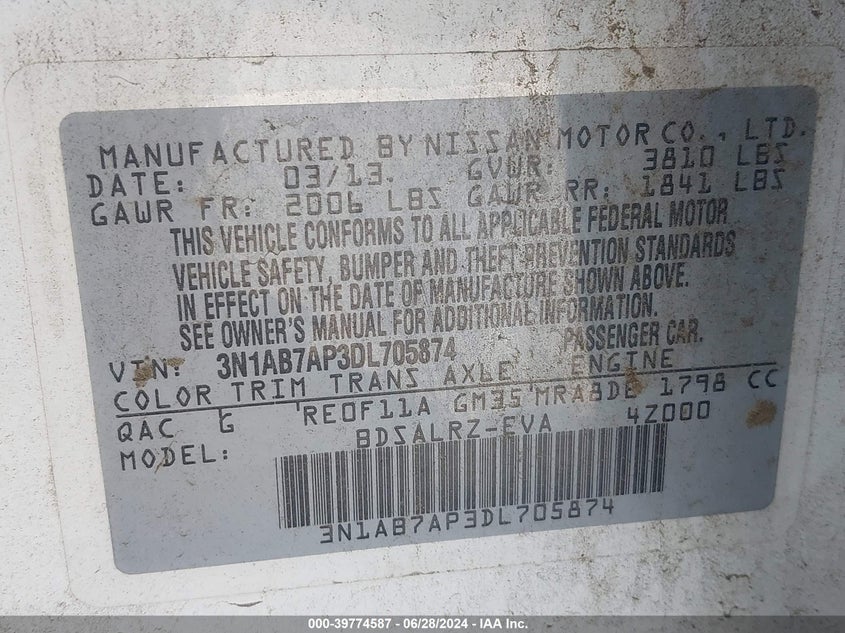 MANUFACTURED BY NISSAN MOTOR CO., LTD.
DATE: 03/13. GVWR: 3810 LBS
GAWR FR: 2006 LBS GAWR RR: 1841 LBS
THIS VEHICLE CONFORMS TO ALL APPLICABLE FEDERAL MOTOR
VEHICLE SAFETY, BUMPER AND THEFT PREVENTION STANDARDS
IN EFFECT ON THE DATE OF MANUFACTURE SHOWN ABOVE.
SEE OWNER'S MANUAL FOR ADDITIONAL INFORMATION.
VIN: 3N1AB7AP3DL705874 PASSENGER CAR.
COLOR TRIM TRANS AXLE ENGINE
QAC G RE0F11A GM35 MRA8DE 1798 CC
MODEL: BDSALRZ-EVA 4Z000
3N1AB7AP3DL705874
000-39774587 / 06/28/2024 / IAA Inc.